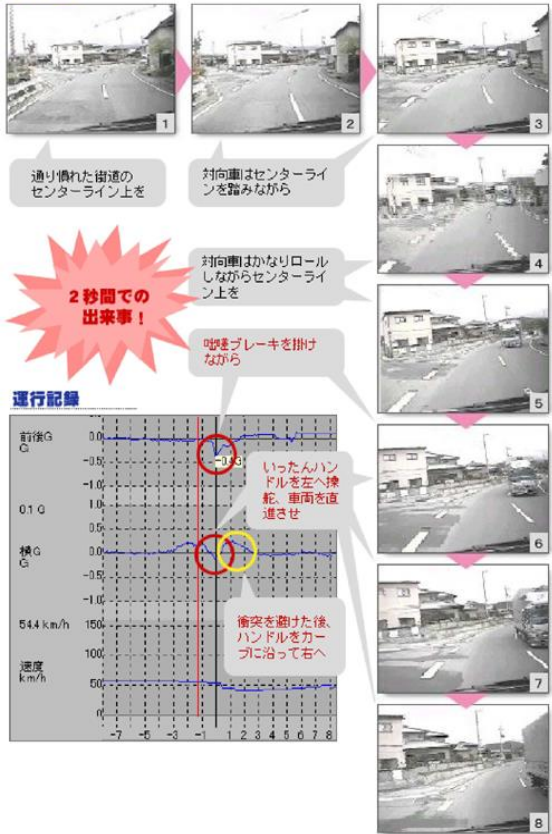 1
2
3
通り慣れた街道の
センターライン上を
対向車はセンターライ
ンを踏みながら
4
対向車はかなりロール
しながらセンターライ
ン上を
2秒間での
出来事！
5
咄嗟ブレーキを掛け
ながら
運行記録
前後G
G
0.0
-0.5
-1.0
いったんハン
ドルを左へ操
舵、車両を直
進させ
6
0.1 G
0.5
横G
G
0.0
-0.5
-1.0
衝突を避けた後、
ハンドルをカー
ブに沿って右へ
7
54.4 km/h
150
100
速度
km/h
50
0
-7 -5 -3 -1 1 2 3 4 5 6 7 8
8